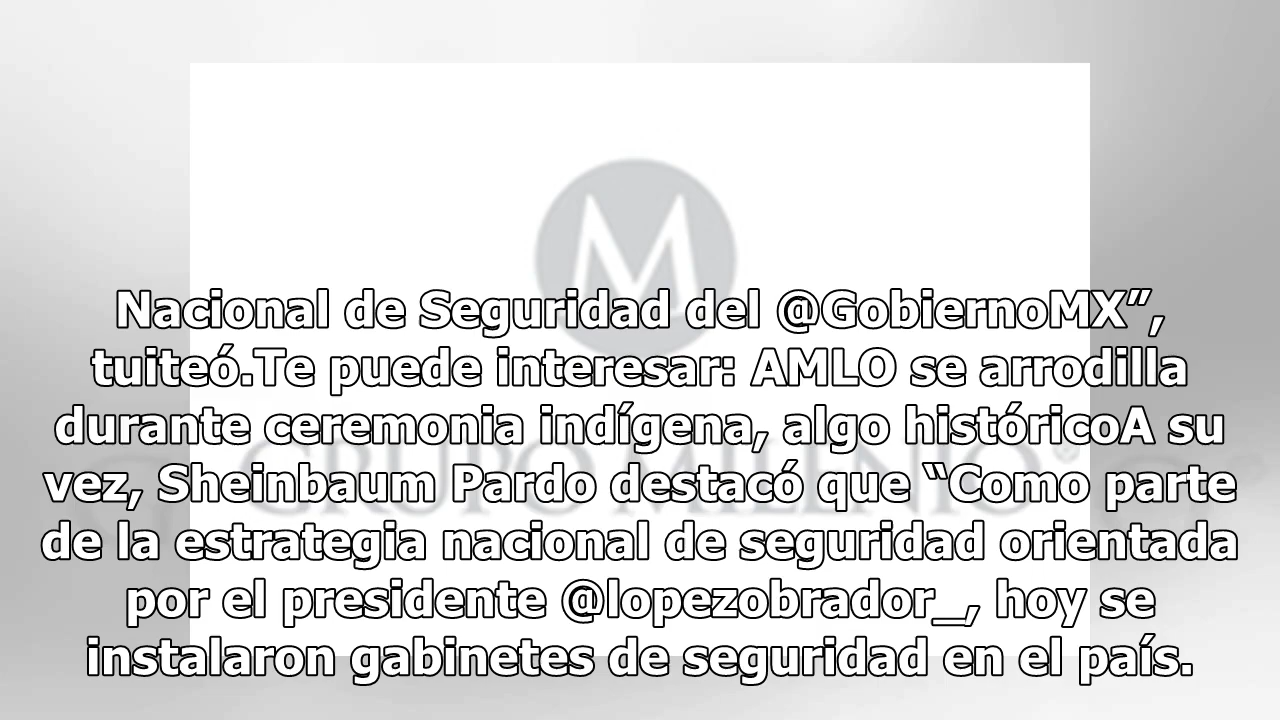 M
Nacional de Seguridad del @GobiernoMX”,
tuiteó.Te puede interesar: AMLO se arrodilla
durante ceremonia indígena, algo históricoA su
GRUPO MILENIO®
vez, Sheinbaum Pardo destacó que “Como parte
de la estrategia nacional de seguridad orientada
por el presidente @lopezobrador_, hoy se
instalaron gabinetes de seguridad en el país.